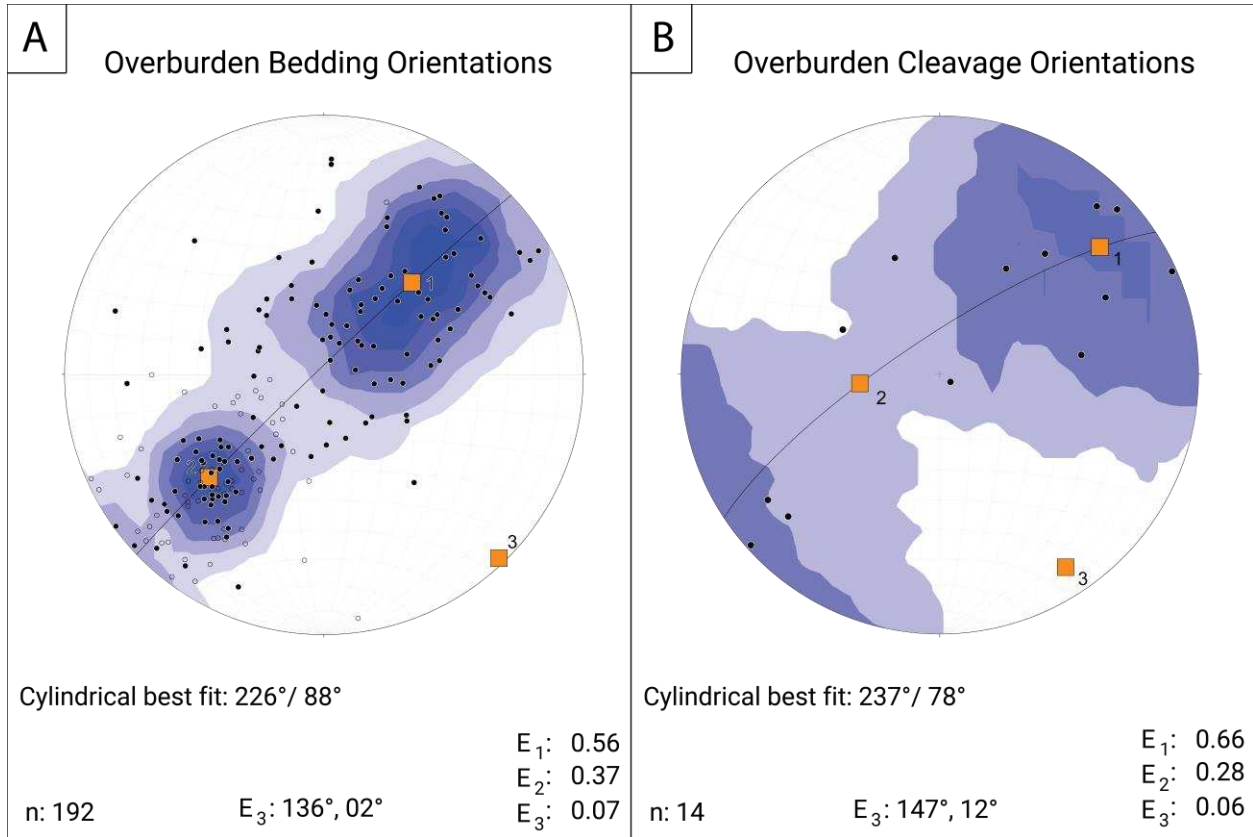 A
Overburden Bedding Orientations
1
2
3
Cylindrical best fit: 226°/ 88°
E1: 0.56
E2: 0.37
E3: 0.07
n: 192
E3: 136°, 02°
B
Overburden Cleavage Orientations
1
2
3
Cylindrical best fit: 237°/ 78°
E1: 0.66
E2: 0.28
E3: 0.06
n: 14
E3: 147°, 12°